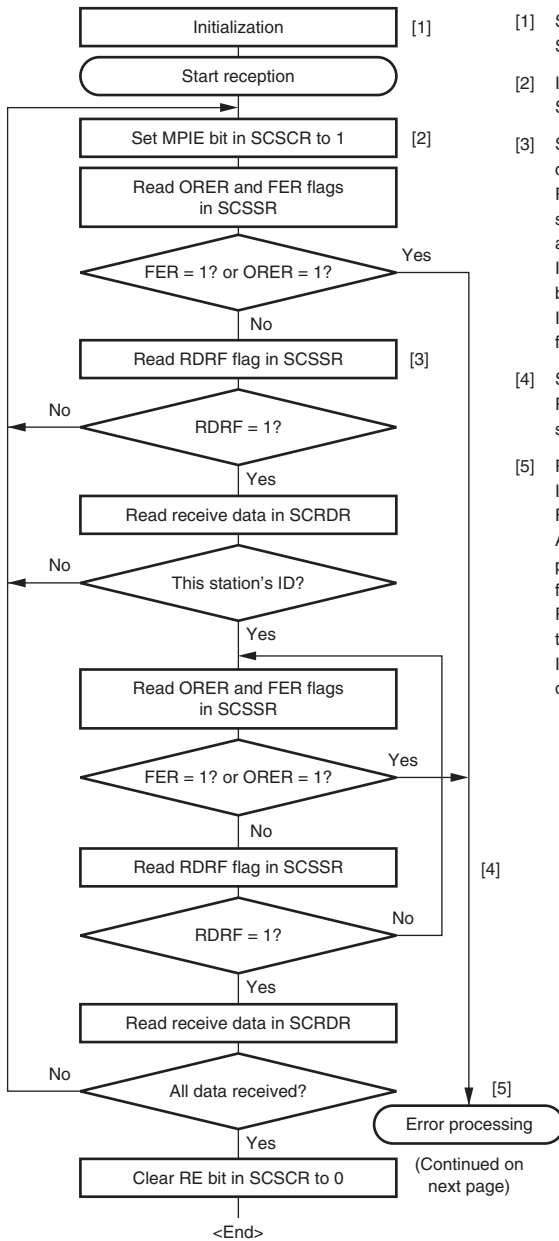 Initialization
[1]
Start reception
Set MPIE bit in SCSCR to 1
[2]
Read ORER and FER flags
in SCSSR
FER = 1? or ORER = 1?
Yes
No
Read RDRF flag in SCSSR
[3]
No
RDRF = 1?
Yes
Read receive data in SCRDR
No
This station's ID?
Yes
Read ORER and FER flags
in SCSSR
FER = 1? or ORER = 1?
Yes
No
Read RDRF flag in SCSSR
[4]
RDRF = 1?
No
Yes
Read receive data in SCRDR
No
All data received?
[5]
Error processing
Yes
(Continued on
next page)
Clear RE bit in SCSCR to 0
<End>
[1]
[2]
[3]
[4]
[5]